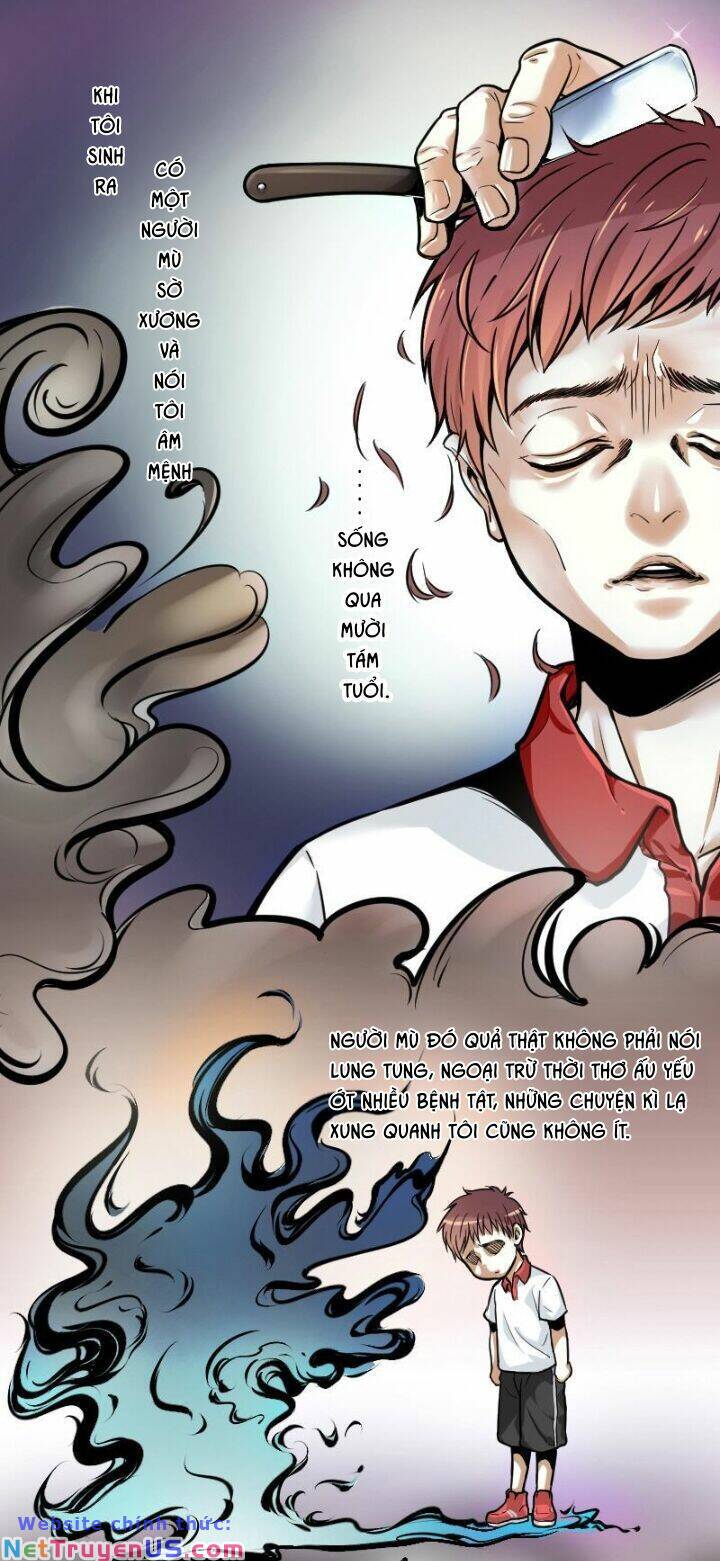 KHI
TÔI
SINH
RA
CÓ
MỘT
NGƯỜI
MÙ
SỜ
XƯƠNG
VÀ
NÓI
TÔI
ÂM
MỆNH
....
SỐNG
KHÔNG
QUA
MƯỜI
TÁM
TUỔI.
NGƯỜI MÙ ĐÓ QUẢ THẬT KHÔNG PHẢI NÓI
LUNG TUNG, NGOẠI TRỪ THỜI THƠ ẤU YẾU
ỚT NHIỀU BỆNH TẬT, NHỮNG CHUYỆN KÌ LẠ
XUNG QUANH TÔI CŨNG KHÔNG ÍT.
Website chính thức:
NetTruyenUS.com